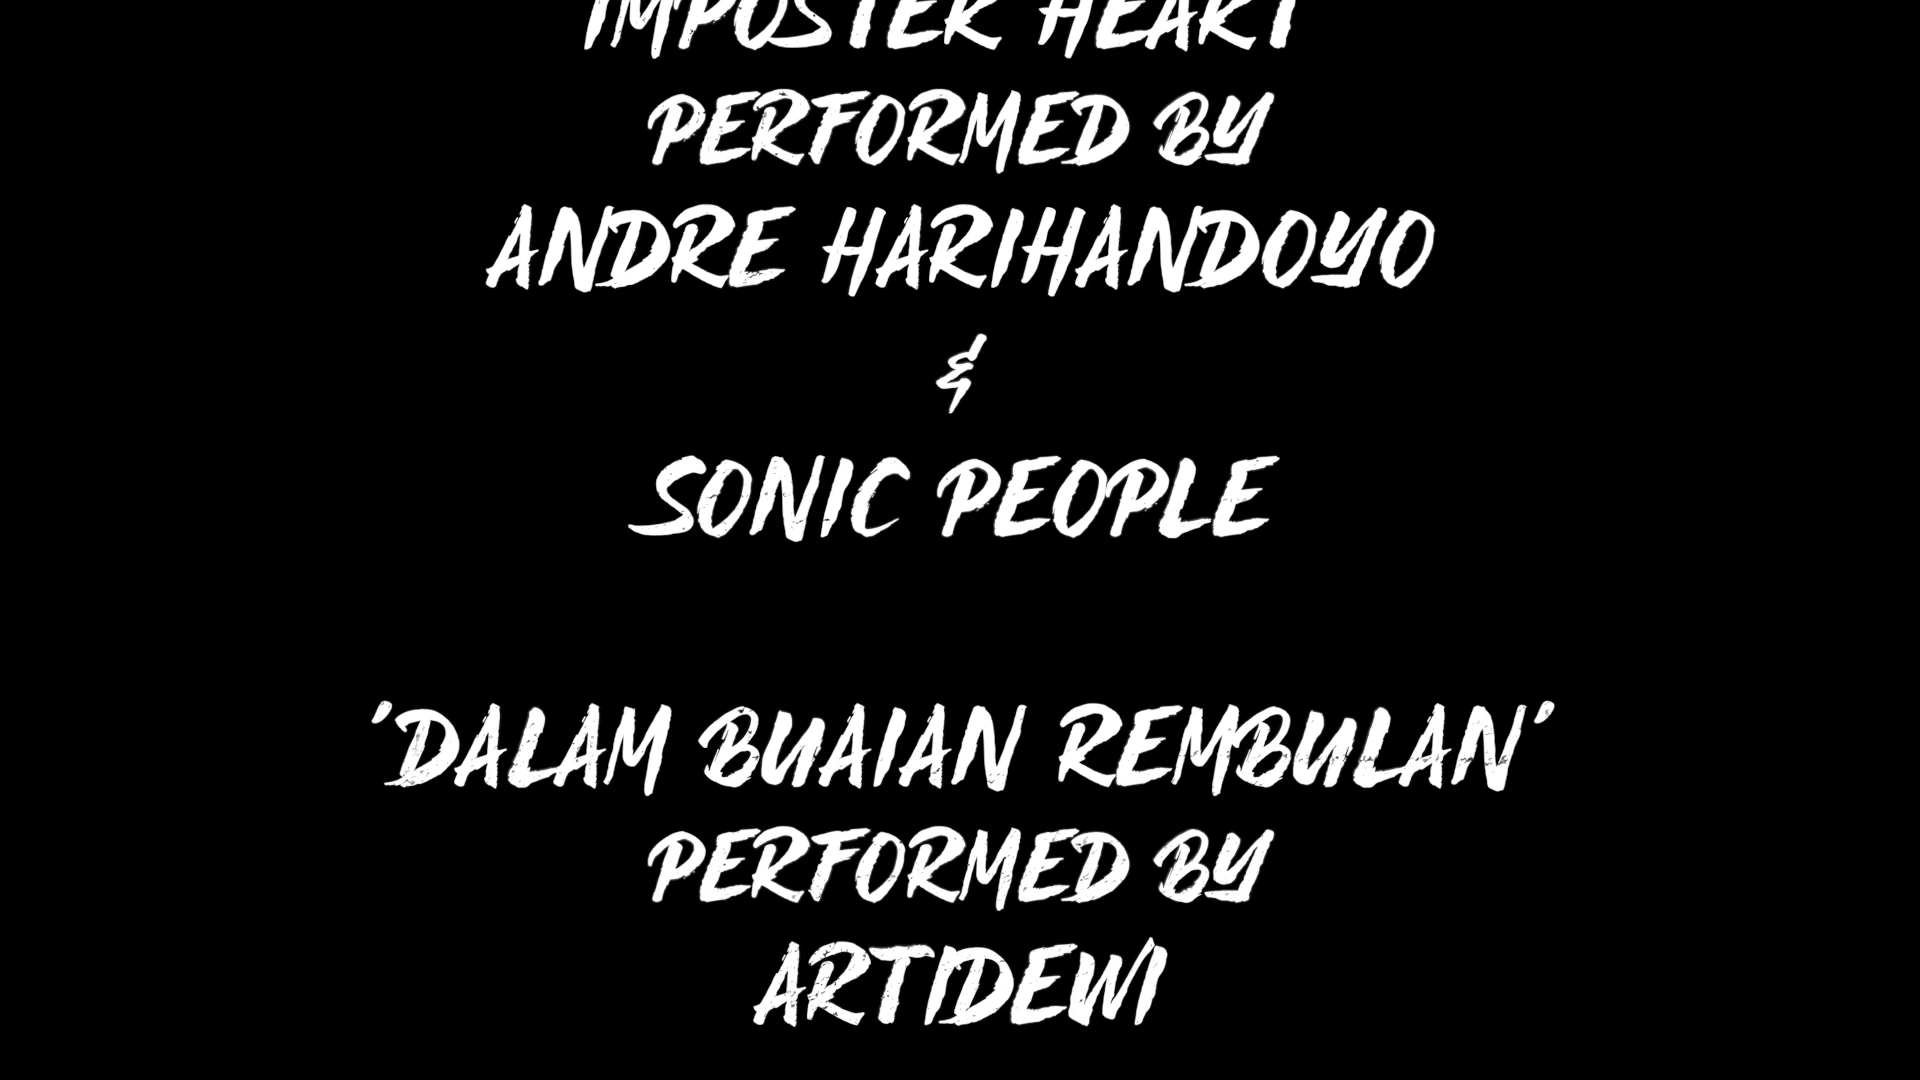 IMPOSTER HEART
PERFORMED BY
ANDRE HARIHANDOYO
&
SONIC PEOPLE
'DALAM BUAIAN REMBULAN'
PERFORMED BY
ARTIDEWI